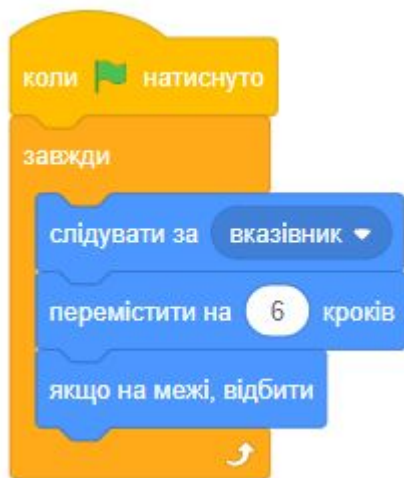 коли натиснуто
завжди
слідувати за вказівник
перемістити на 6 кроків
якщо на межі, відбити